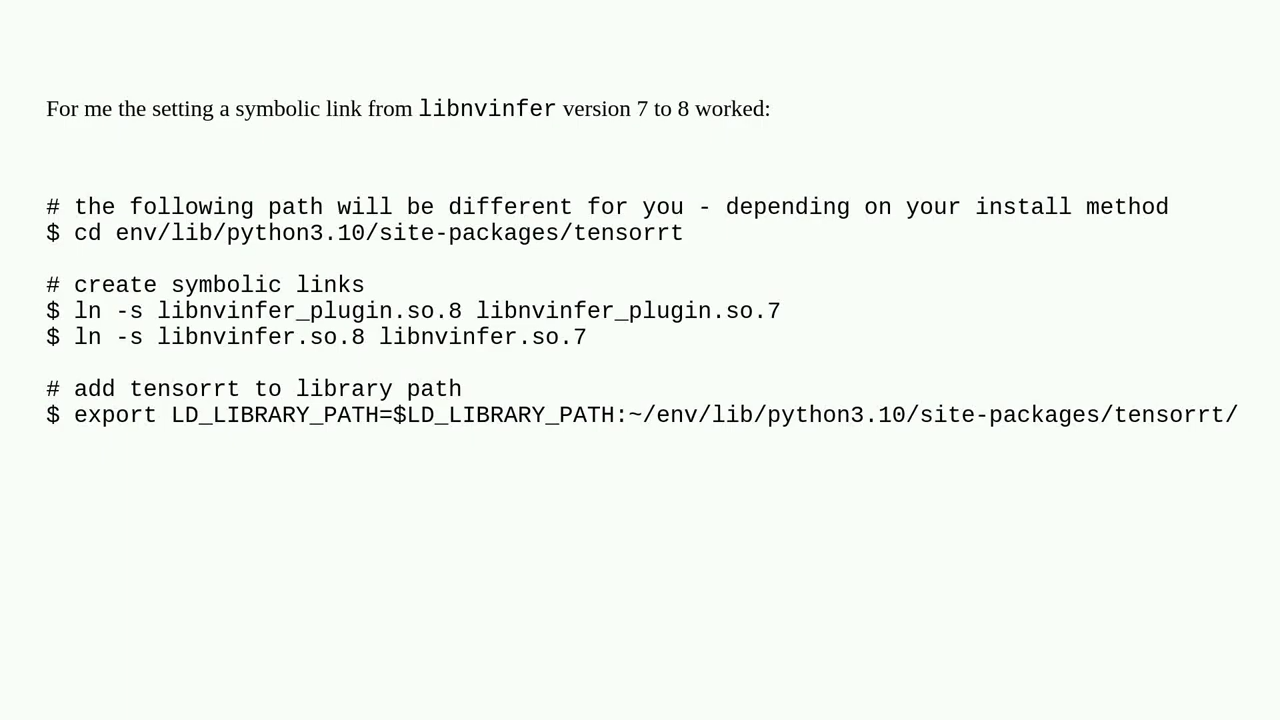 For me the setting a symbolic link from libnvinfer version 7 to 8 worked:
# the following path will be different for you - depending on your install method
$ cd env/lib/python3.10/site-packages/tensorrt
# create symbolic links
$ ln -s libnvinfer_plugin.so.8 libnvinfer_plugin.so.7
$ ln -s libnvinfer.so.8 libnvinfer.so.7
# add tensorrt to library path
$ export LD_LIBRARY_PATH=$LD_LIBRARY_PATH:~/env/lib/python3.10/site-packages/tensorrt/